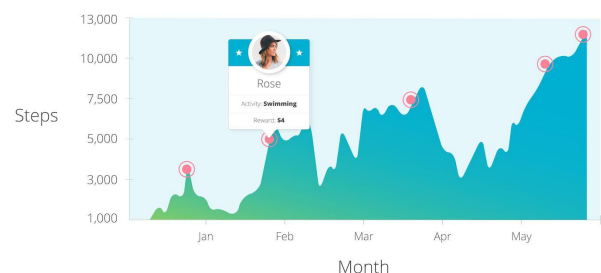 13,000
10,000
7,500
5,000
3,000
1,000
Steps
Rose
Activity: Swimming
Reward: $4
Jan
Feb
Mar
Apr
May
Month